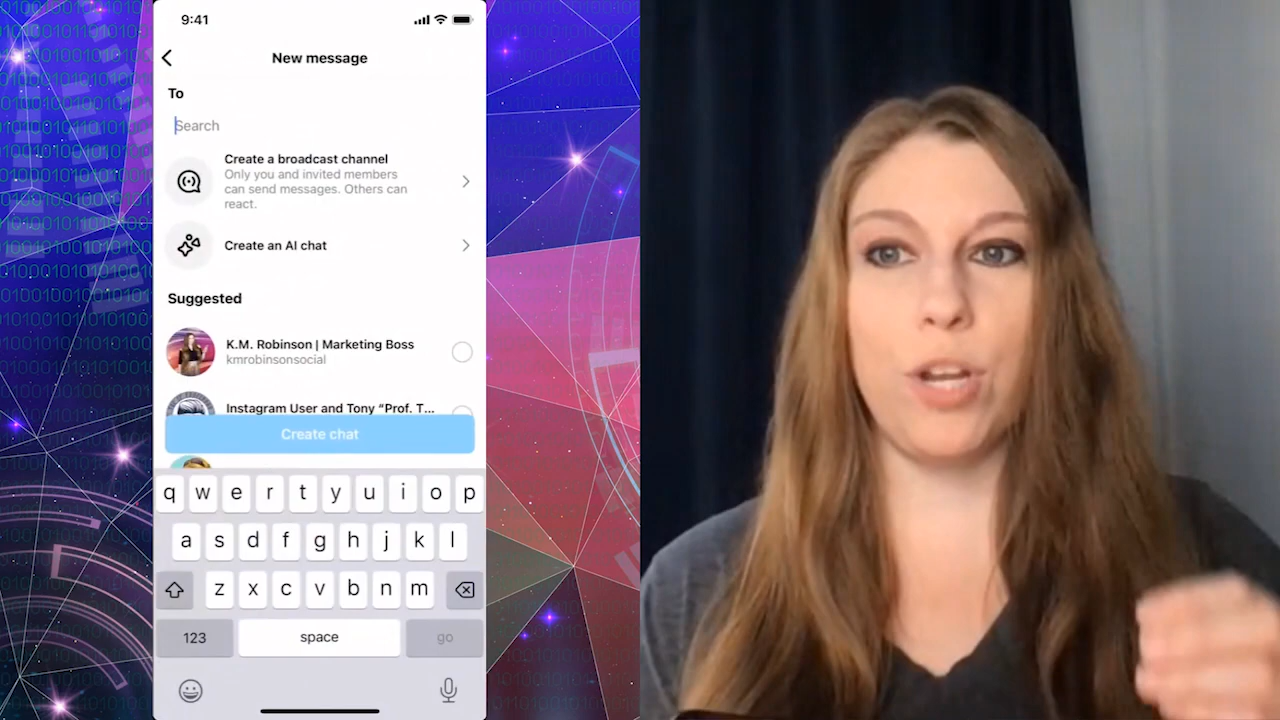 9:41
New message
To
Search
Create a broadcast channel
Only you and invited members
can send messages. Others can
react.
Create an AI chat
Suggested
K.M. Robinson | Marketing Boss
kmrobinsonsocial
Instagram User and Tony “Prof. T...
Create chat
q w e r t y u i o p
a s d f g h j k l
z x c v b n m
123 space go